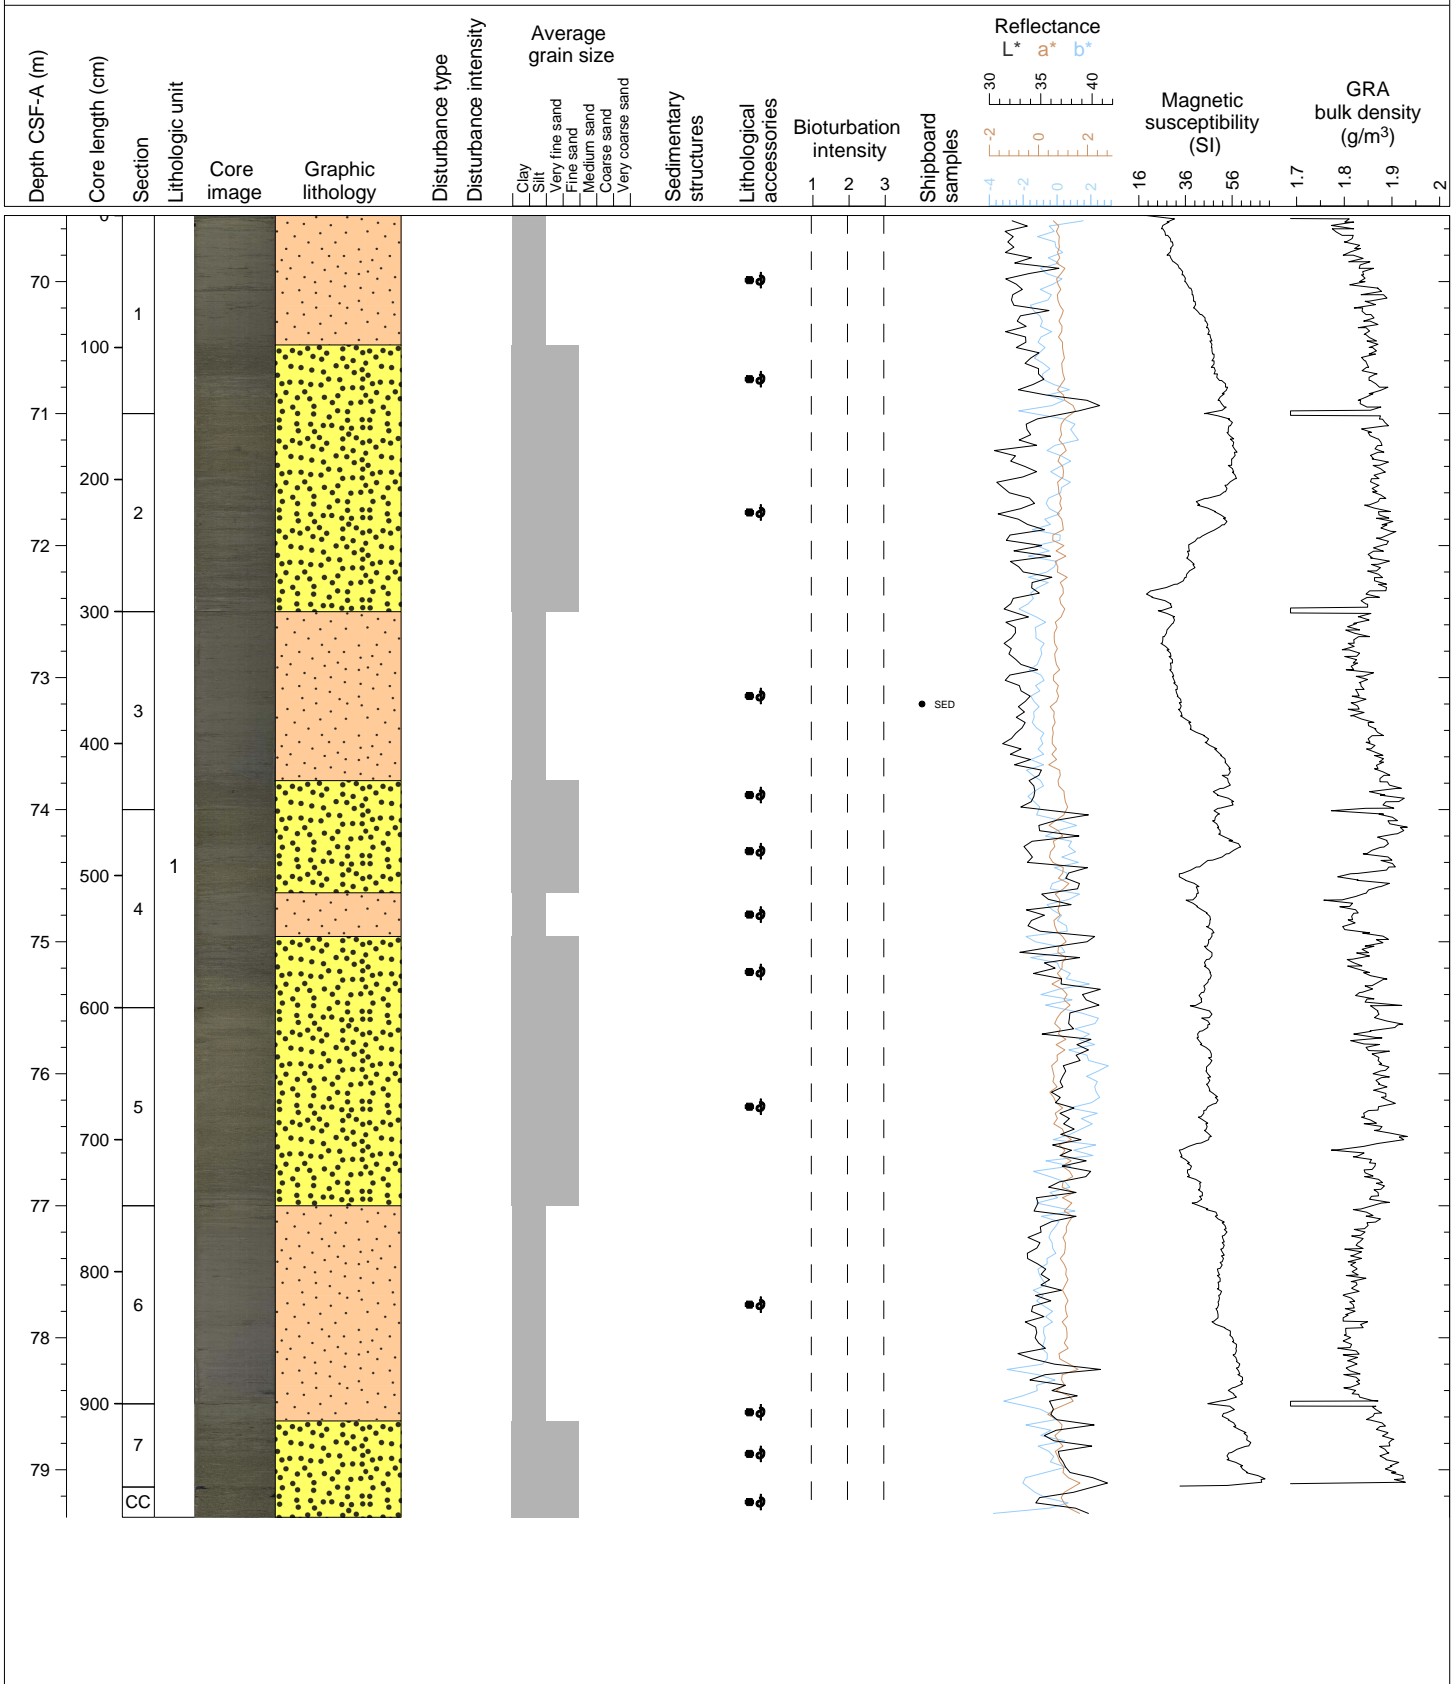 Depth CSF-A (m)
Core length (cm)
Section
Lithologic unit
Core
image
Graphic
lithology
Disturbance type
Disturbance intensity
Average
grain size
Clay
Silt
Very fine sand
Fine sand
Medium sand
Coarse sand
Very coarse sand
Sedimentary
structures
Lithological
accessories
Bioturbation
intensity
1 2 3
Shipboard
samples
Reflectance
L* a* b*
30 35 40
-2 0 2
-4 -2 0 2
Magnetic
susceptibility
(SI)
16 36 56
GRA
bulk density
(g/m³)
1.7 1.8 1.9 2
0
70
1
100
71
200
2
72
300
73
3
SED
400
74
1
500
4
75
600
76
5
700
77
800
6
78
900
7
79
CC